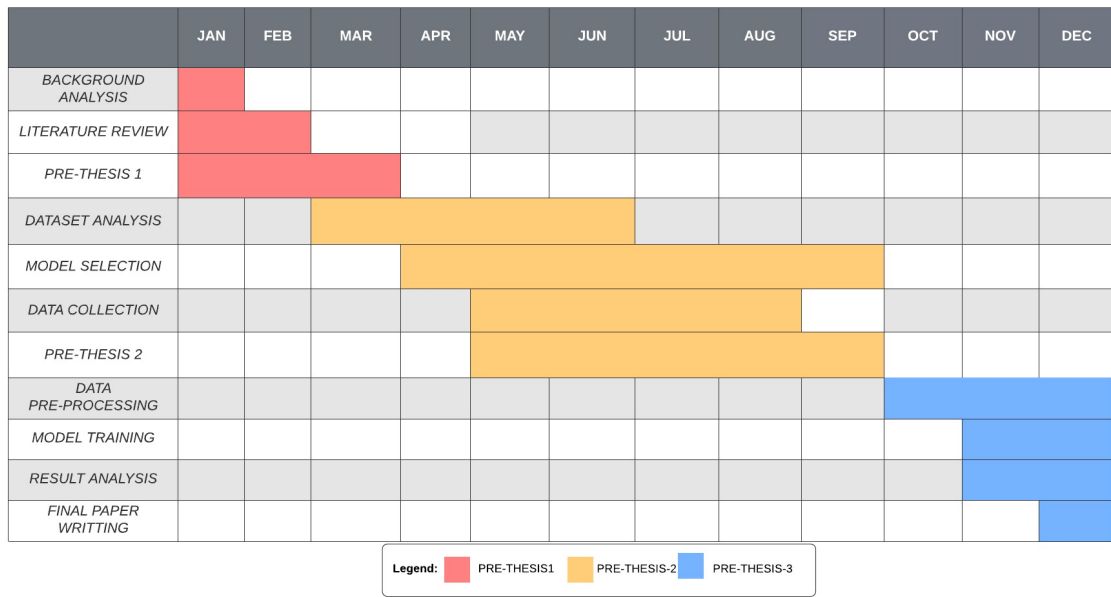 JAN FEB MAR APR MAY JUN JUL AUG SEP OCT NOV DEC
BACKGROUND
ANALYSIS
LITERATURE REVIEW
PRE-THESIS 1
DATASET ANALYSIS
MODEL SELECTION
DATA COLLECTION
PRE-THESIS 2
DATA
PRE-PROCESSING
MODEL TRAINING
RESULT ANALYSIS
FINAL PAPER
WRITTING
Legend: PRE-THESIS1 PRE-THESIS-2 PRE-THESIS-3